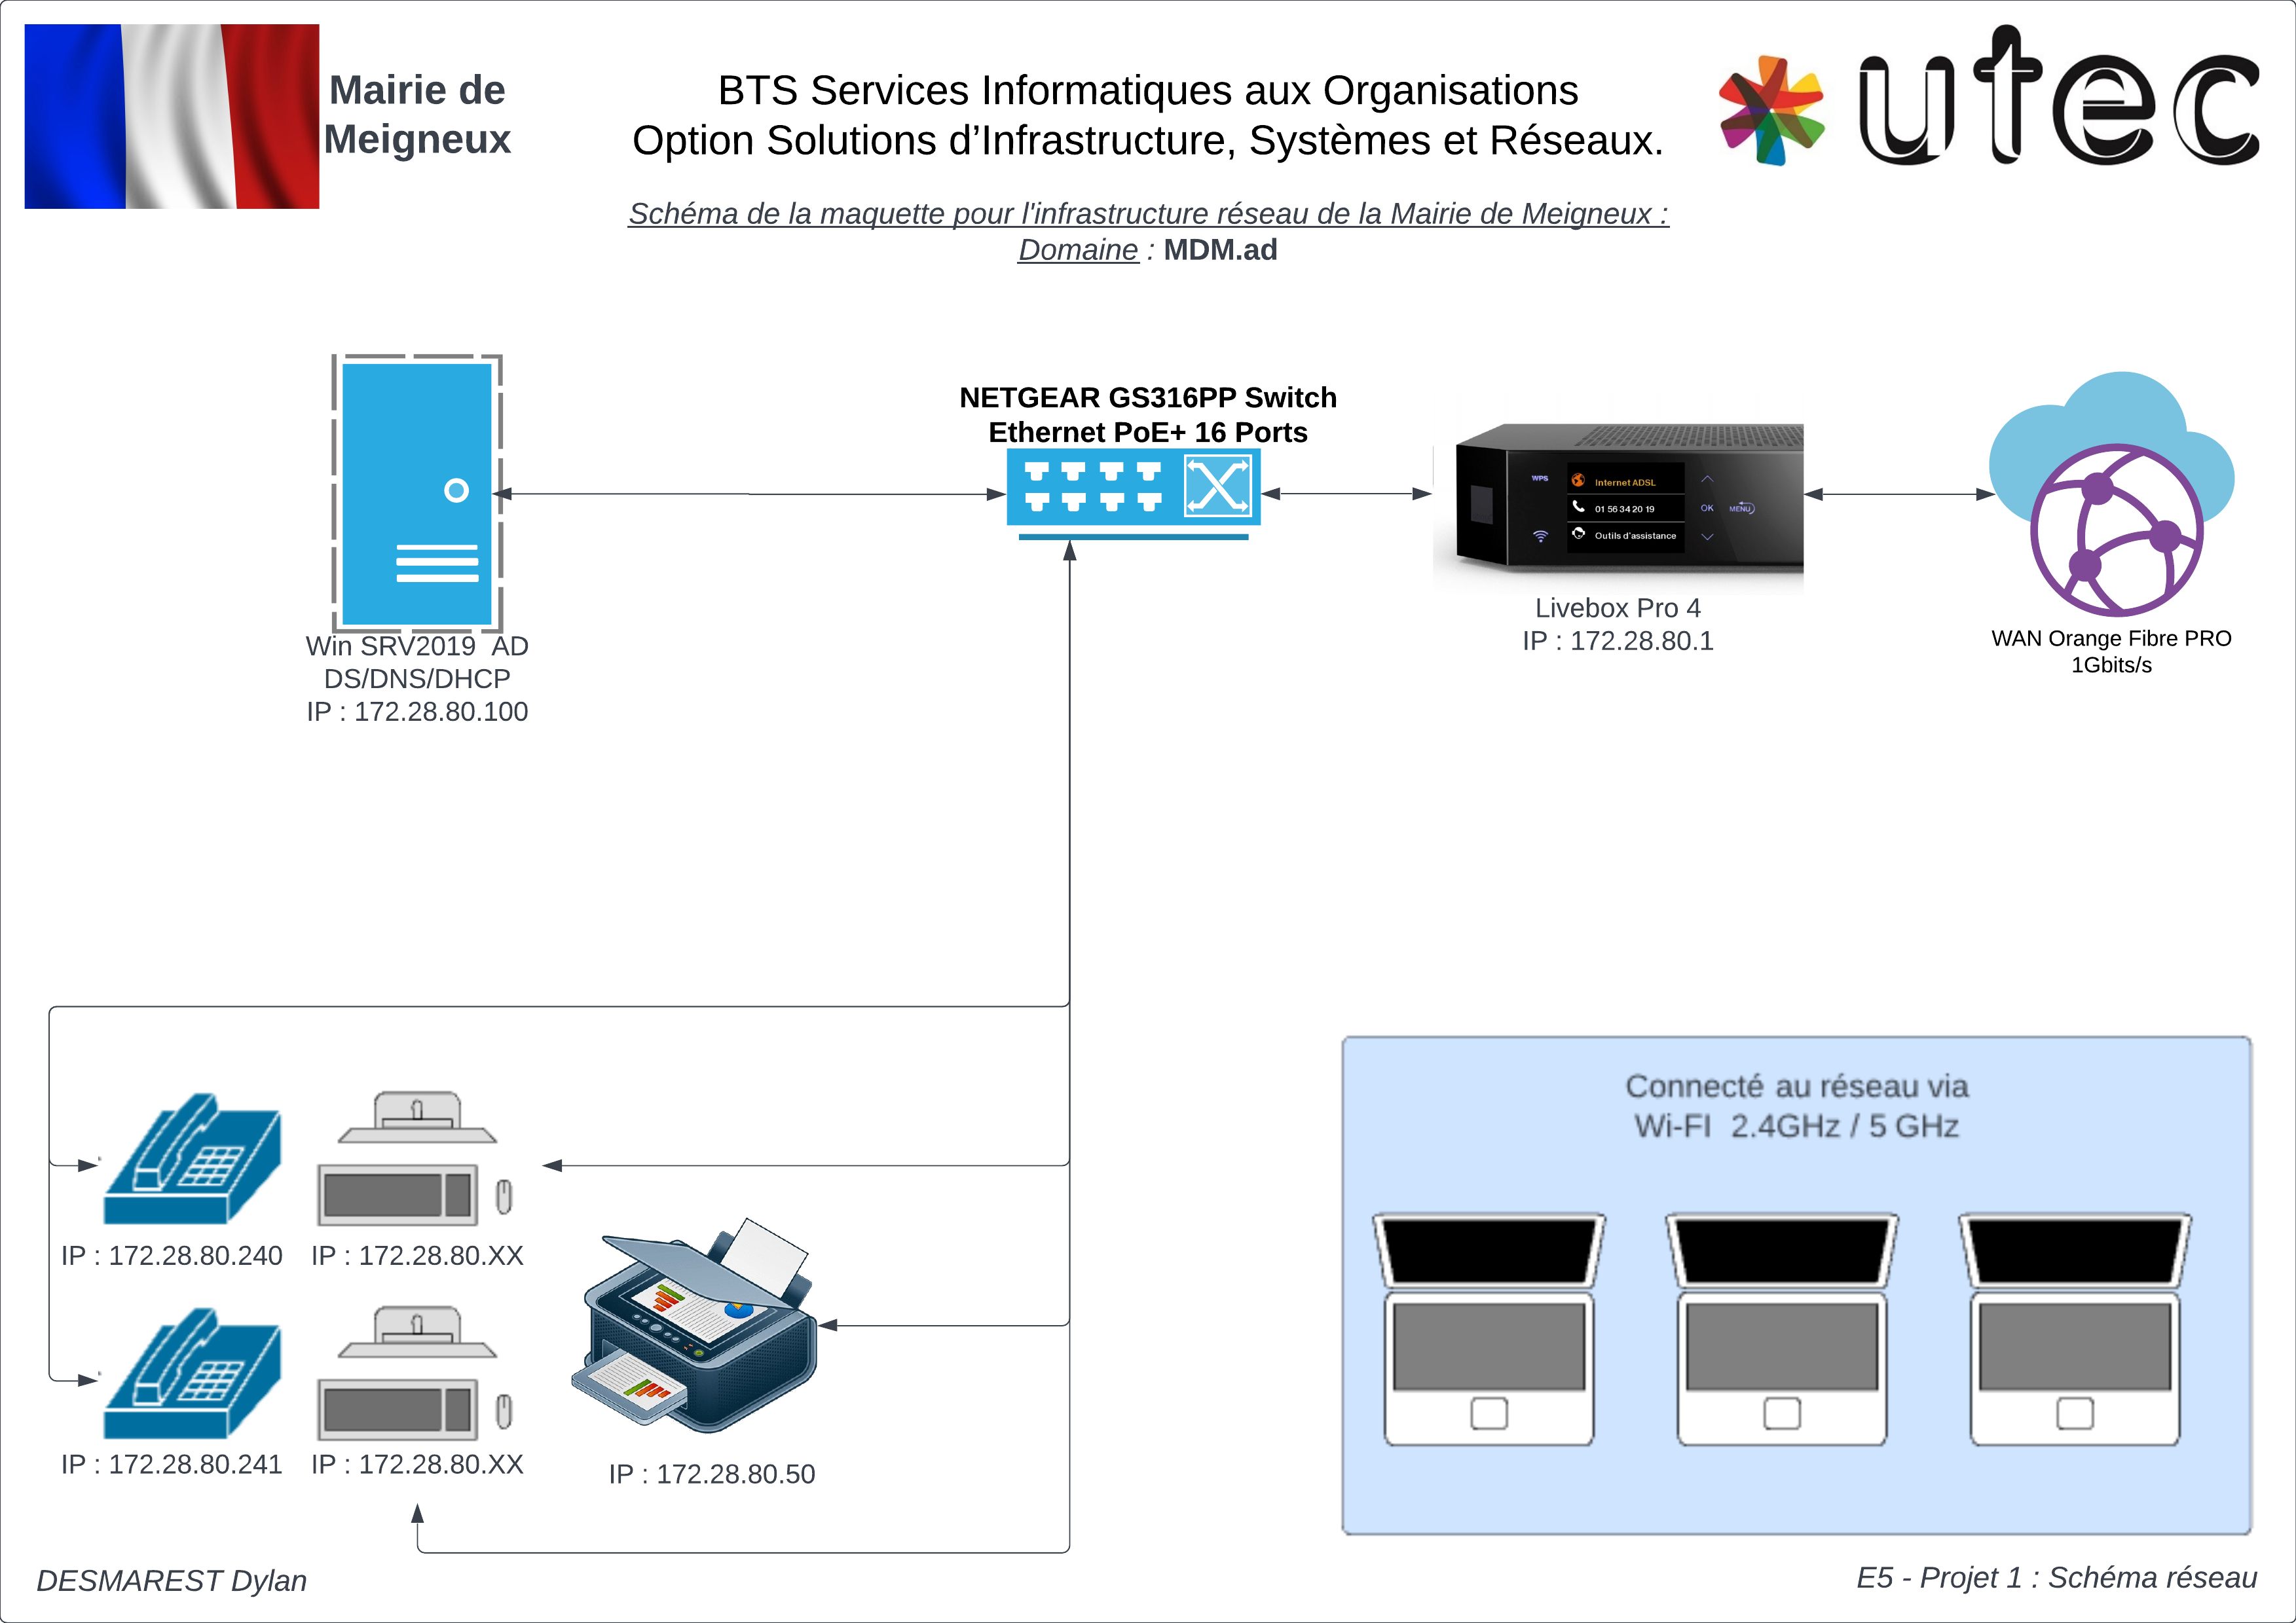 Mairie de
Meigneux
BTS Services Informatiques aux Organisations
Option Solutions d’Infrastructure, Systèmes et Réseaux.
utec
Schéma de la maquette pour l'infrastructure réseau de la Mairie de Meigneux :
Domaine : MDM.ad
NETGEAR GS316PP Switch
Ethernet PoE+ 16 Ports
WPS
Internet ADSL
01 56 34 20 19
OK
MENU
Outils d'assistance
Win SRV2019 AD
DS/DNS/DHCP
IP : 172.28.80.100
Livebox Pro 4
IP : 172.28.80.1
WAN Orange Fibre PRO
1Gbits/s
Connecté au réseau via
Wi-FI 2.4GHz / 5 GHz
IP : 172.28.80.240
IP : 172.28.80.XX
IP : 172.28.80.241
IP : 172.28.80.XX
IP : 172.28.80.50
DESMAREST Dylan
E5 - Projet 1 : Schéma réseau